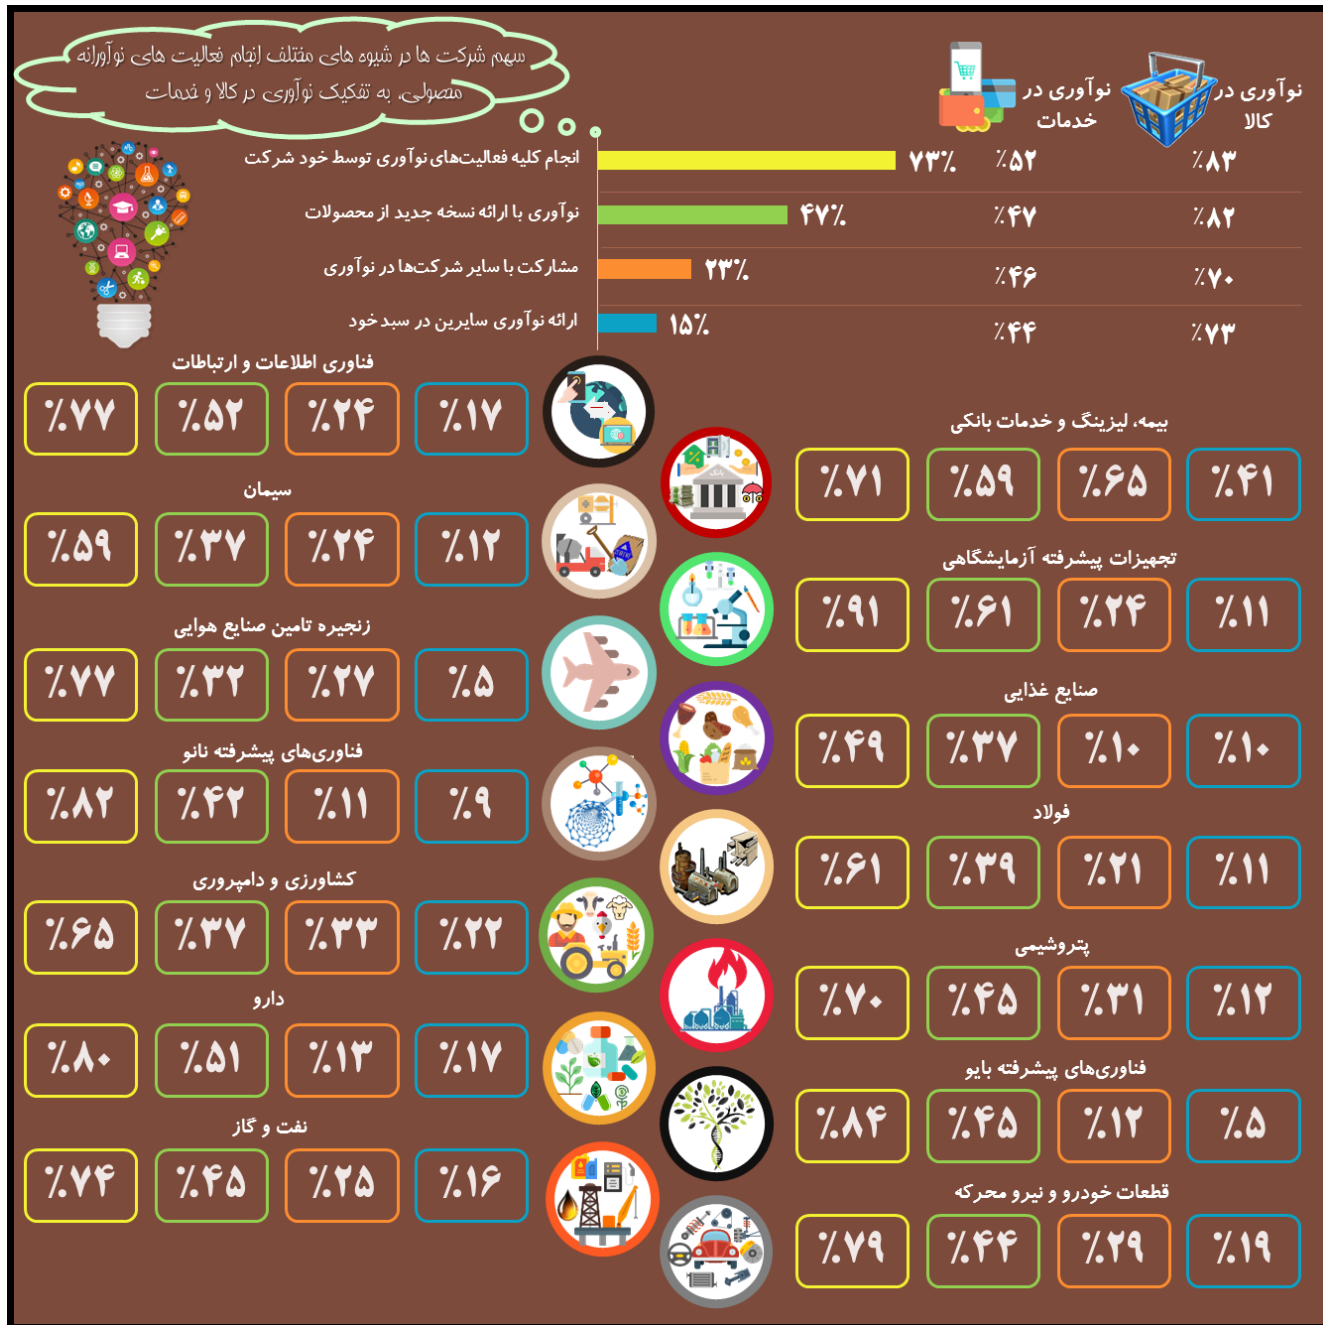 سهم شرکت ها در شیوه های مختلف انجام فعالیت های نوآورانه
محصولی، به تفکیک نوآوری در کالا و خدمات
نوآوری در
کالا
نوآوری در
خدمات
انجام کلیه فعالیت‌های نوآوری توسط خود شرکت
۷۳٪ ٪۵۲ ٪۸۳
نوآوری با ارائه نسخه جدید از محصولات
۴۷٪ ٪۴۷ ٪۸۲
مشارکت با سایر شرکت‌ها در نوآوری
۲۳٪ ٪۴۶ ٪۷۰
ارائه نوآوری سایرین در سبد خود
۱۵٪ ٪۴۴ ٪۷۳
فناوری اطلاعات و ارتباطات
٪۷۷ ٪۵۲ ٪۲۴ ٪۱۷
بیمه، لیزینگ و خدمات بانکی
بانک
٪۷۱ ٪۵۹ ٪۶۵ ٪۴۱
سیمان
٪۵۹ ٪۳۷ ٪۲۴ ٪۱۲
تجهیزات پیشرفته آزمایشگاهی
٪۹۱ ٪۶۱ ٪۲۴ ٪۱۱
زنجیره تامین صنایع هوایی
٪۷۷ ٪۳۲ ٪۲۷ ٪۵
صنایع غذایی
٪۴۹ ٪۳۷ ٪۱۰ ٪۱۰
فناوری‌های پیشرفته نانو
٪۸۲ ٪۴۲ ٪۱۱ ٪۹
فولاد
٪۶۱ ٪۳۹ ٪۲۱ ٪۱۱
کشاورزی و دامپروری
٪۶۵ ٪۳۷ ٪۳۳ ٪۲۲
پتروشیمی
٪۷۰ ٪۴۵ ٪۳۱ ٪۱۲
دارو
٪۸۰ ٪۵۱ ٪۱۳ ٪۱۷
فناوری‌های پیشرفته بایو
٪۸۴ ٪۴۵ ٪۱۲ ٪۵
نفت و گاز
٪۷۴ ٪۴۵ ٪۲۵ ٪۱۶
قطعات خودرو و نیرو محرکه
٪۷۹ ٪۴۴ ٪۲۹ ٪۱۹